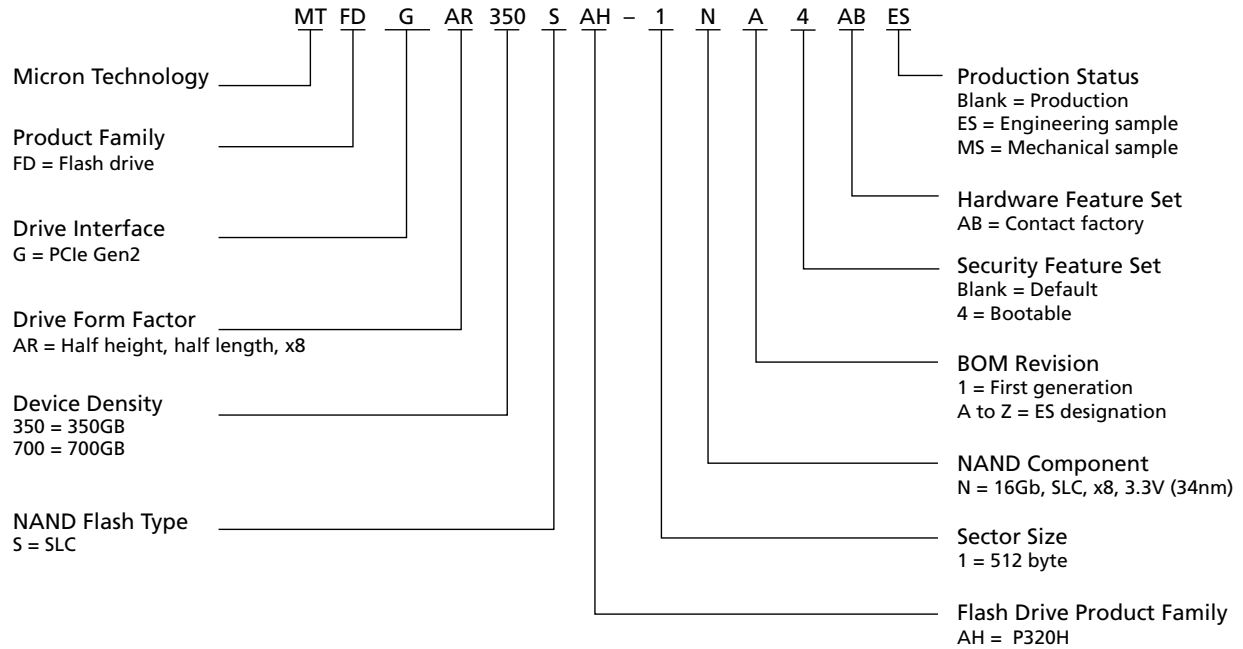 MT FD G AR 350 S AH – 1 N A 4 AB ES
Micron Technology
Product Family
FD = Flash drive
Drive Interface
G = PCIe Gen2
Drive Form Factor
AR = Half height, half length, x8
Device Density
350 = 350GB
700 = 700GB
NAND Flash Type
S = SLC
Production Status
Blank = Production
ES = Engineering sample
MS = Mechanical sample
Hardware Feature Set
AB = Contact factory
Security Feature Set
Blank = Default
4 = Bootable
BOM Revision
1 = First generation
A to Z = ES designation
NAND Component
N = 16Gb, SLC, x8, 3.3V (34nm)
Sector Size
1 = 512 byte
Flash Drive Product Family
AH = P320H